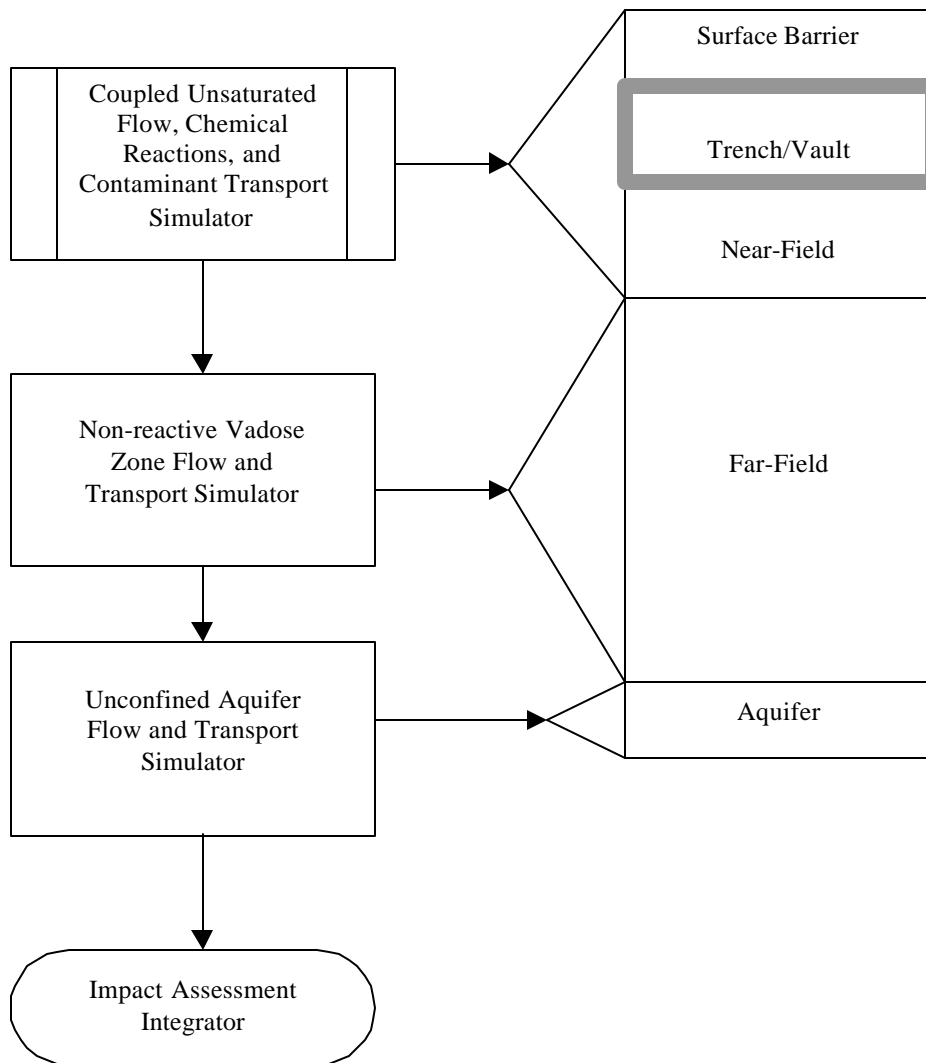 Coupled Unsaturated
Flow, Chemical
Reactions, and
Contaminant Transport
Simulator
Surface Barrier
Trench/Vault
Near-Field
Non-reactive Vadose
Zone Flow and
Transport Simulator
Far-Field
Unconfined Aquifer
Flow and Transport
Simulator
Aquifer
Impact Assessment
Integrator